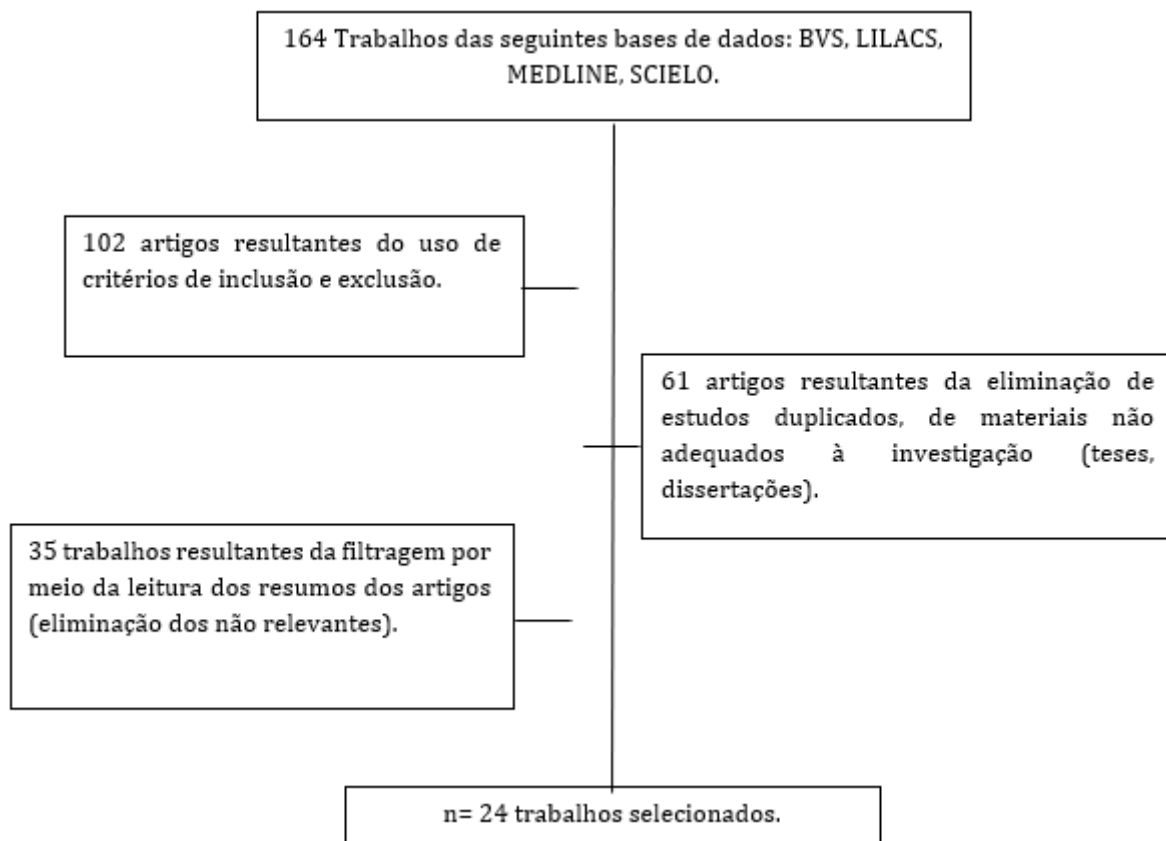 164 Trabalhos das seguintes bases de dados: BVS, LILACS,
MEDLINE, SCIELO.
102 artigos resultantes do uso de
critérios de inclusão e exclusão.
61 artigos resultantes da eliminação de
estudos duplicados, de materiais não
adequados à investigação (teses,
dissertações).
35 trabalhos resultantes da filtragem por
meio da leitura dos resumos dos artigos
(eliminação dos não relevantes).
n= 24 trabalhos selecionados.